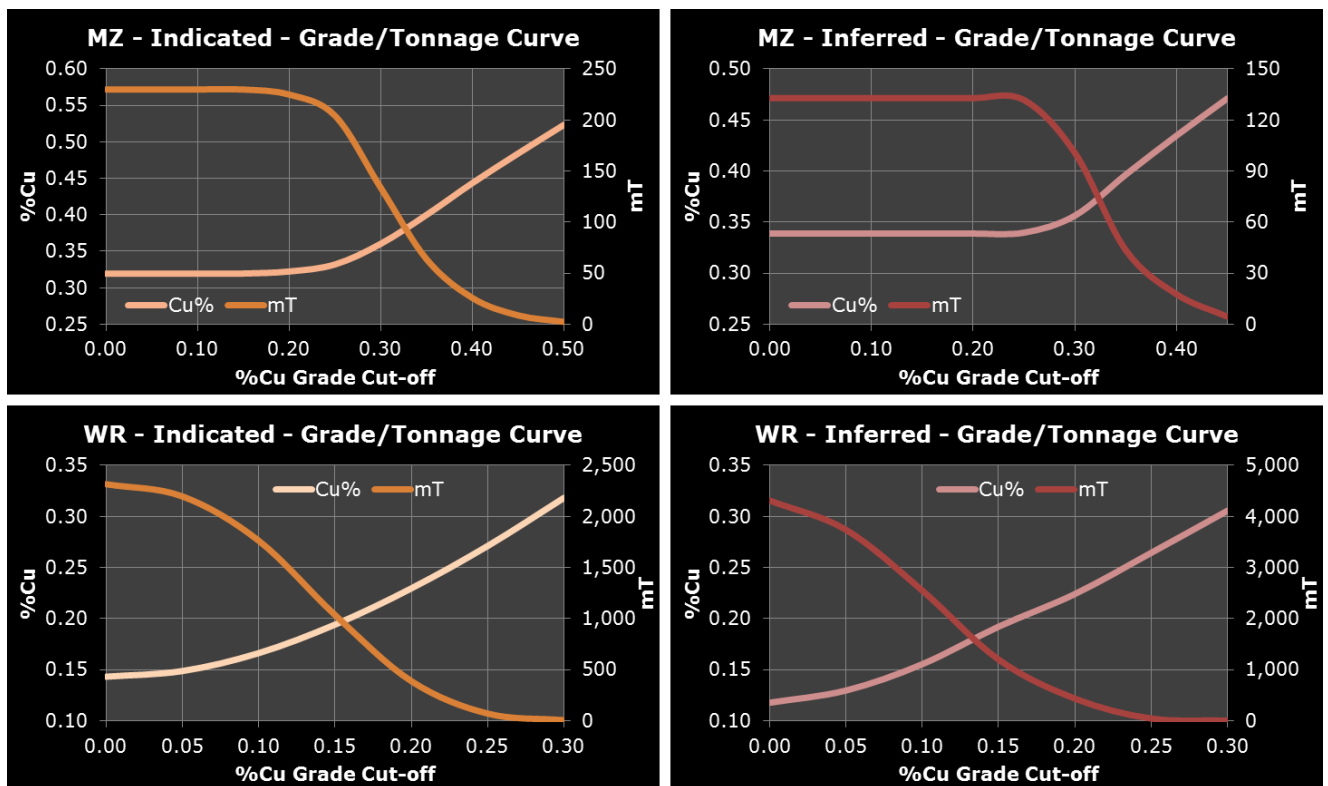 MZ - Indicated - Grade/Tonnage Curve
%Cu
0.60
0.55
0.50
0.45
0.40
0.35
0.30
0.25
250
200
150
100
50
0
mT
Cu% mT
0.00 0.10 0.20 0.30 0.40 0.50
%Cu Grade Cut-off
MZ - Inferred - Grade/Tonnage Curve
%Cu
0.50
0.45
0.40
0.35
0.30
0.25
150
120
90
60
30
0
mT
Cu% mT
0.00 0.10 0.20 0.30 0.40
%Cu Grade Cut-off
WR - Indicated - Grade/Tonnage Curve
%Cu
0.35
0.30
0.25
0.20
0.15
0.10
2,500
2,000
1,500
1,000
500
0
mT
Cu% mT
0.00 0.05 0.10 0.15 0.20 0.25 0.30
%Cu Grade Cut-off
WR - Inferred - Grade/Tonnage Curve
%Cu
0.35
0.30
0.25
0.20
0.15
0.10
5,000
4,000
3,000
2,000
1,000
0
mT
Cu% mT
0.00 0.05 0.10 0.15 0.20 0.25 0.30
%Cu Grade Cut-off